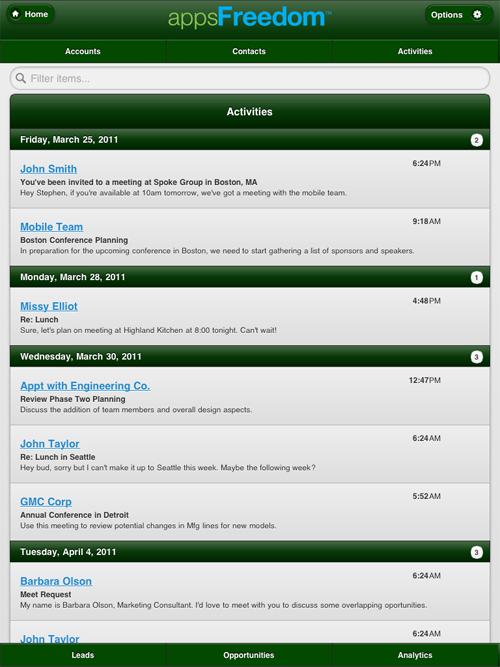 Home
appsFreedom™
Options
Accounts
Contacts
Activities
Filter items...
Activities
Friday, March 25, 2011
2
John Smith
6:24PM
You've been invited to a meeting at Spoke Group in Boston, MA
Hey Stephen, if you're available at 10am tomorrow, we've got a meeting with the mobile team.
Mobile Team
9:18AM
Boston Conference Planning
In preparation for the upcoming conference in Boston, we need to start gathering a list of sponsors and speakers.
Monday, March 28, 2011
1
Missy Elliot
4:48PM
Re: Lunch
Sure, let's plan on meeting at Highland Kitchen at 8:00 tonight. Can't wait!
Wednesday, March 30, 2011
3
Appt with Engineering Co.
12:47PM
Review Phase Two Planning
Discuss the addition of team members and overall design aspects.
John Taylor
6:24AM
Re: Lunch in Seattle
Hey bud, sorry but I can't make it up to Seattle this week. Maybe the following week?
GMC Corp
5:52AM
Annual Conference in Detroit
Use this meeting to review potential changes in Mfg lines for new models.
Tuesday, April 4, 2011
3
Barbara Olson
6:24AM
Meet Request
My name is Barbara Olson, Marketing Consultant. I'd love to meet with you to discuss some overlapping oportunities.
John Taylor
6:24AM
Leads
Opportunities
Analytics